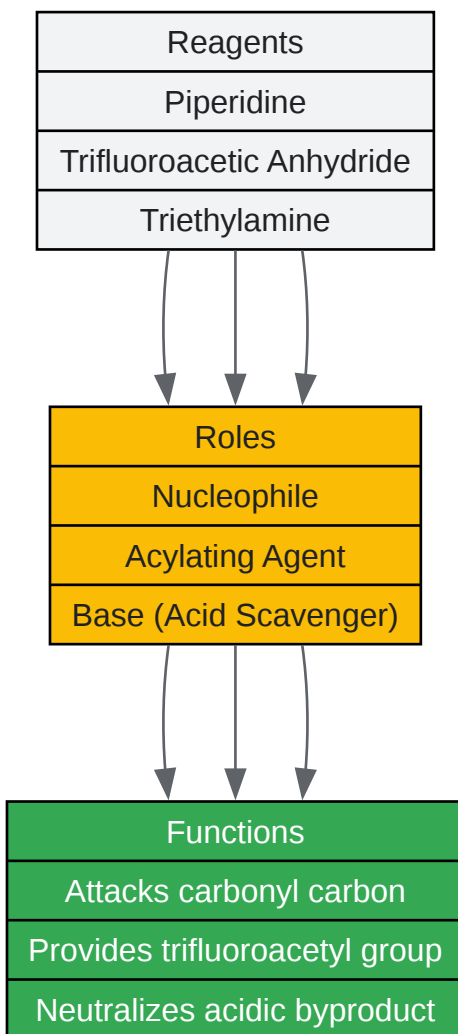 Reagents
Piperidine
Trifluoroacetic Anhydride
Triethylamine
Roles
Nucleophile
Acylating Agent
Base (Acid Scavenger)
Functions
Attacks carbonyl carbon
Provides trifluoroacetyl group
Neutralizes acidic byproduct